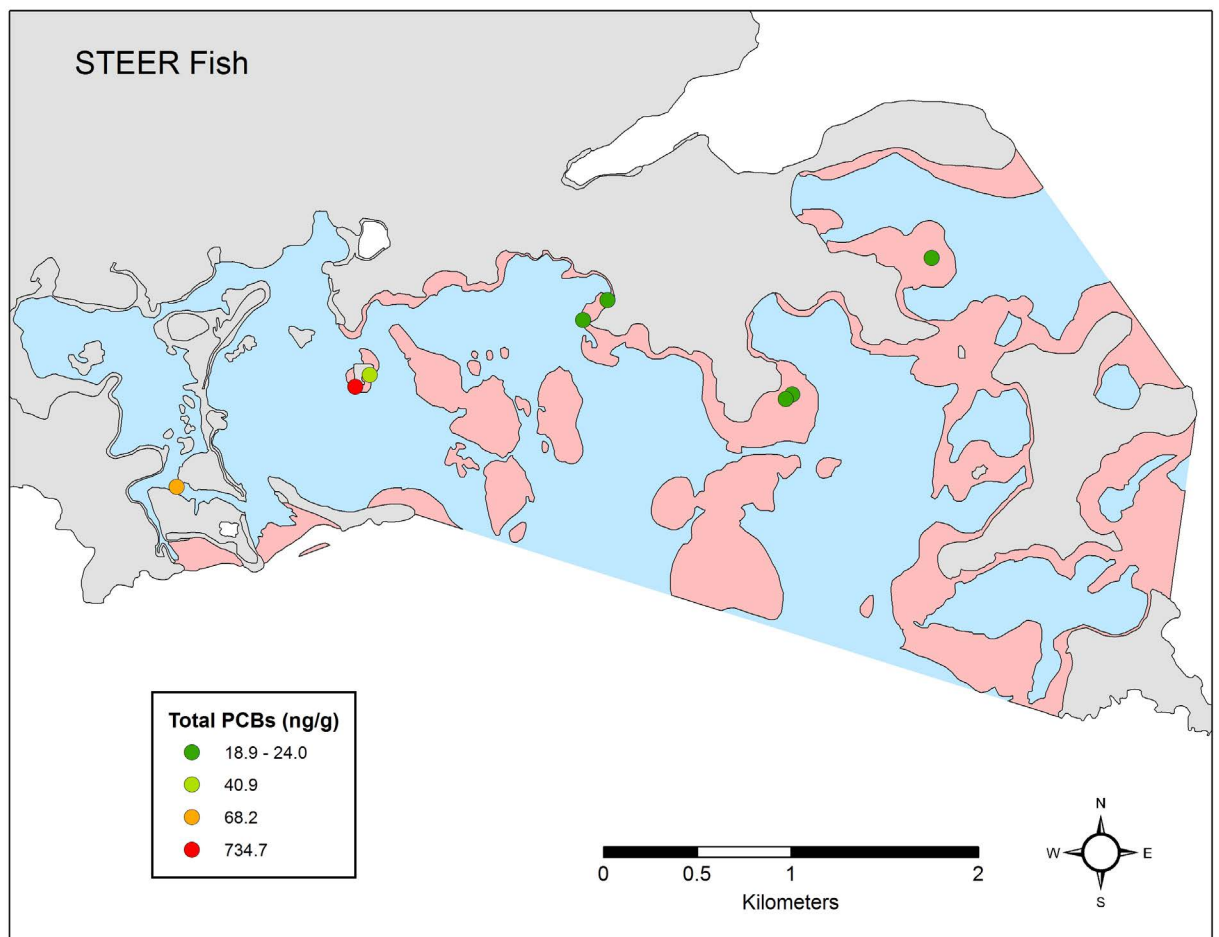 STEER Fish
Total PCBs (ng/g)
18.9 - 24.0
40.9
68.2
734.7
0 0.5 1 2
Kilometers
N
W E
S